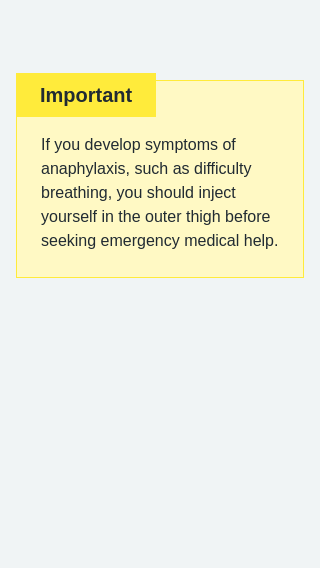 Important
If you develop symptoms of
anaphylaxis, such as difficulty
breathing, you should inject
yourself in the outer thigh before
seeking emergency medical help.